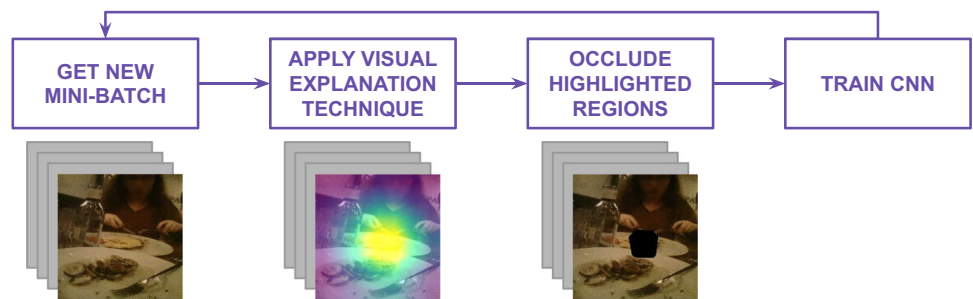 GET NEW
MINI-BATCH
APPLY VISUAL
EXPLANATION
TECHNIQUE
OCCLUDE
HIGHLIGHTED
REGIONS
TRAIN CNN